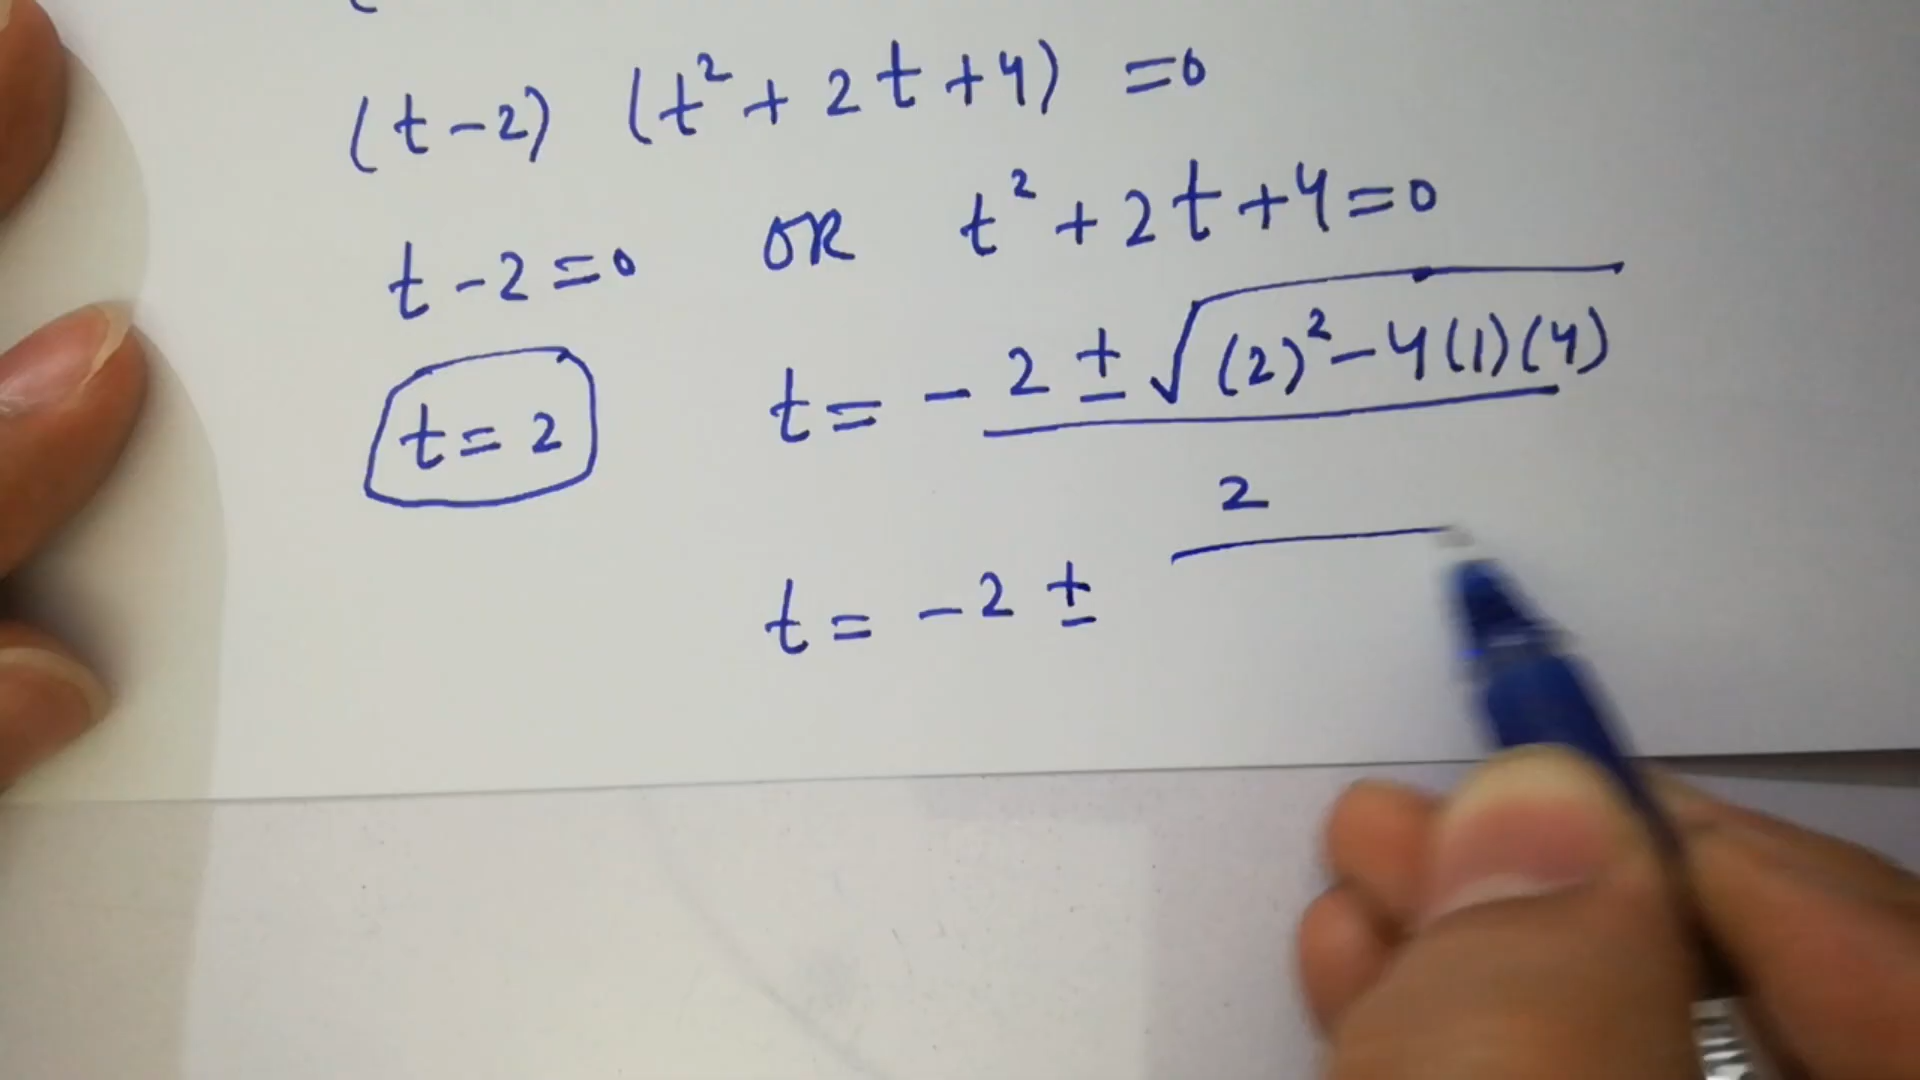 (t-2) (t²+2t+4) =0
t-2=0 OR t²+2t+4=0
t=2
t= -2 ± √(2)²-4(1)(4)
2
t= -2 ±